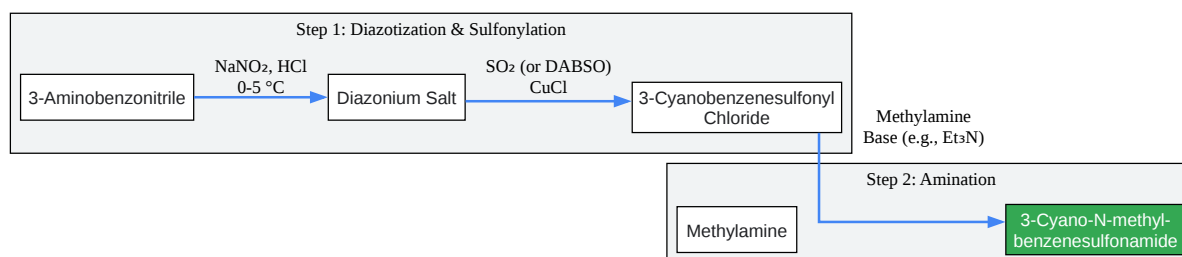 Step 1: Diazotization & Sulfonylation
NaNO₂, HCl
0-5 °C
SO₂ (or DABSO)
CuCl
3-Aminobenzonitrile
Diazonium Salt
3-Cyanobenzenesulfonyl
Chloride
Methylamine
Base (e.g., Et₃N)
Step 2: Amination
Methylamine
3-Cyano-N-methyl-
benzenesulfonamide